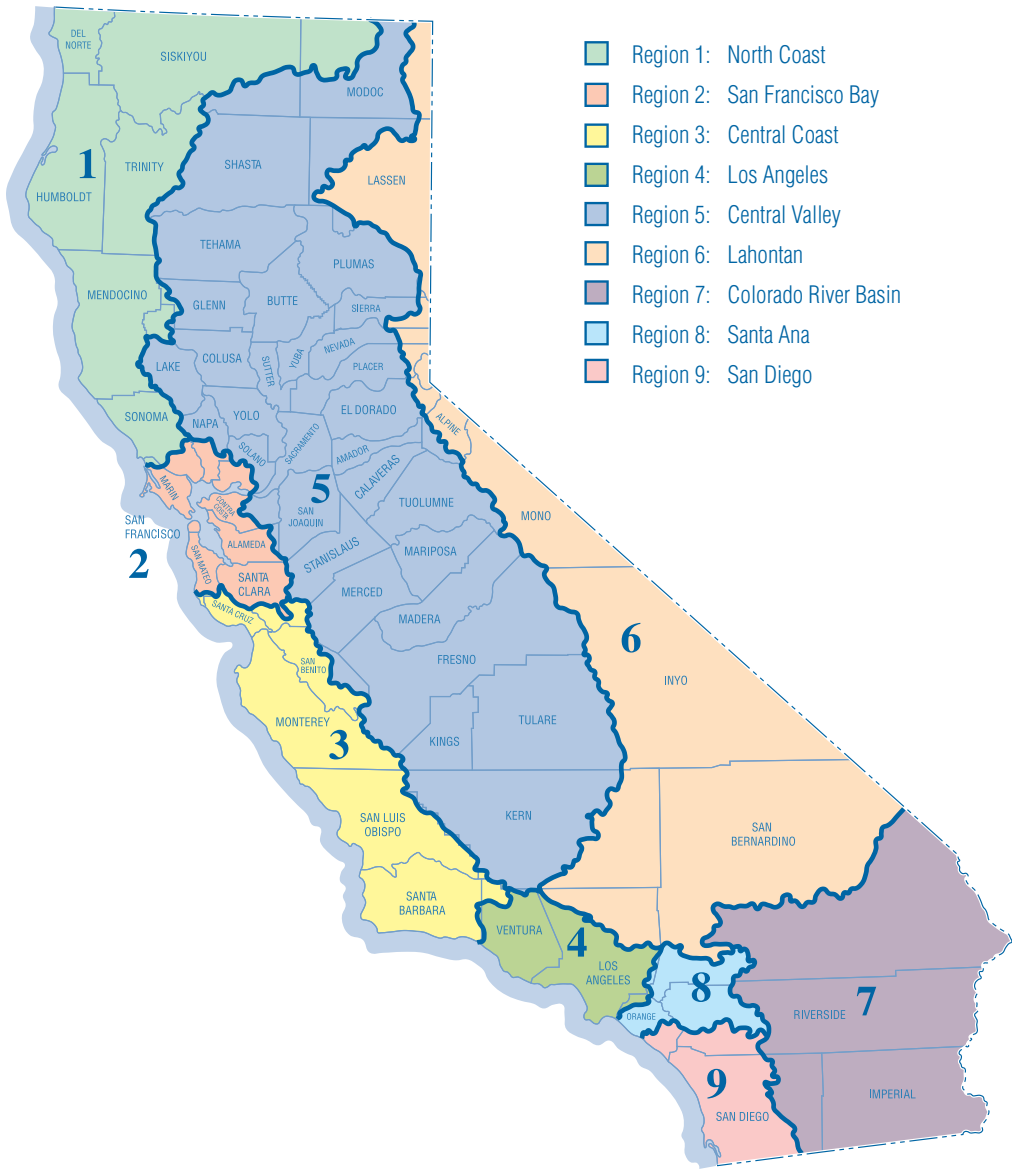 Region 1: North Coast
Region 2: San Francisco Bay
Region 3: Central Coast
Region 4: Los Angeles
Region 5: Central Valley
Region 6: Lahontan
Region 7: Colorado River Basin
Region 8: Santa Ana
Region 9: San Diego
DEL
NORTE
SISKIYOU
MODOC
1
TRINITY
SHASTA
LASSEN
HUMBOLDT
TEHAMA
PLUMAS
MENDOCINO
GLENN
BUTTE
SIERRA
LAKE
COLUSA
SUTTER
YUBA
NEVADA
PLACER
SONOMA
NAPA
YOLO
EL DORADO
ALPINE
SOLANO
SACRAMENTO
AMADOR
CALAVERAS
MARIN
CONTRA
COSTA
5
SAN
JOAQUIN
TUOLUMNE
MONO
SAN
FRANCISCO
2
ALAMEDA
STANISLAUS
MARIPOSA
SAN MATEO
SANTA
CLARA
MERCED
SANTA CRUZ
MADERA
6
SAN
BENITO
FRESNO
INYO
MONTEREY
3
KINGS
TULARE
SAN LUIS
OBISPO
KERN
SAN
BERNARDINO
SANTA
BARBARA
VENTURA
4
LOS
ANGELES
8
ORANGE
RIVERSIDE
7
9
SAN DIEGO
IMPERIAL